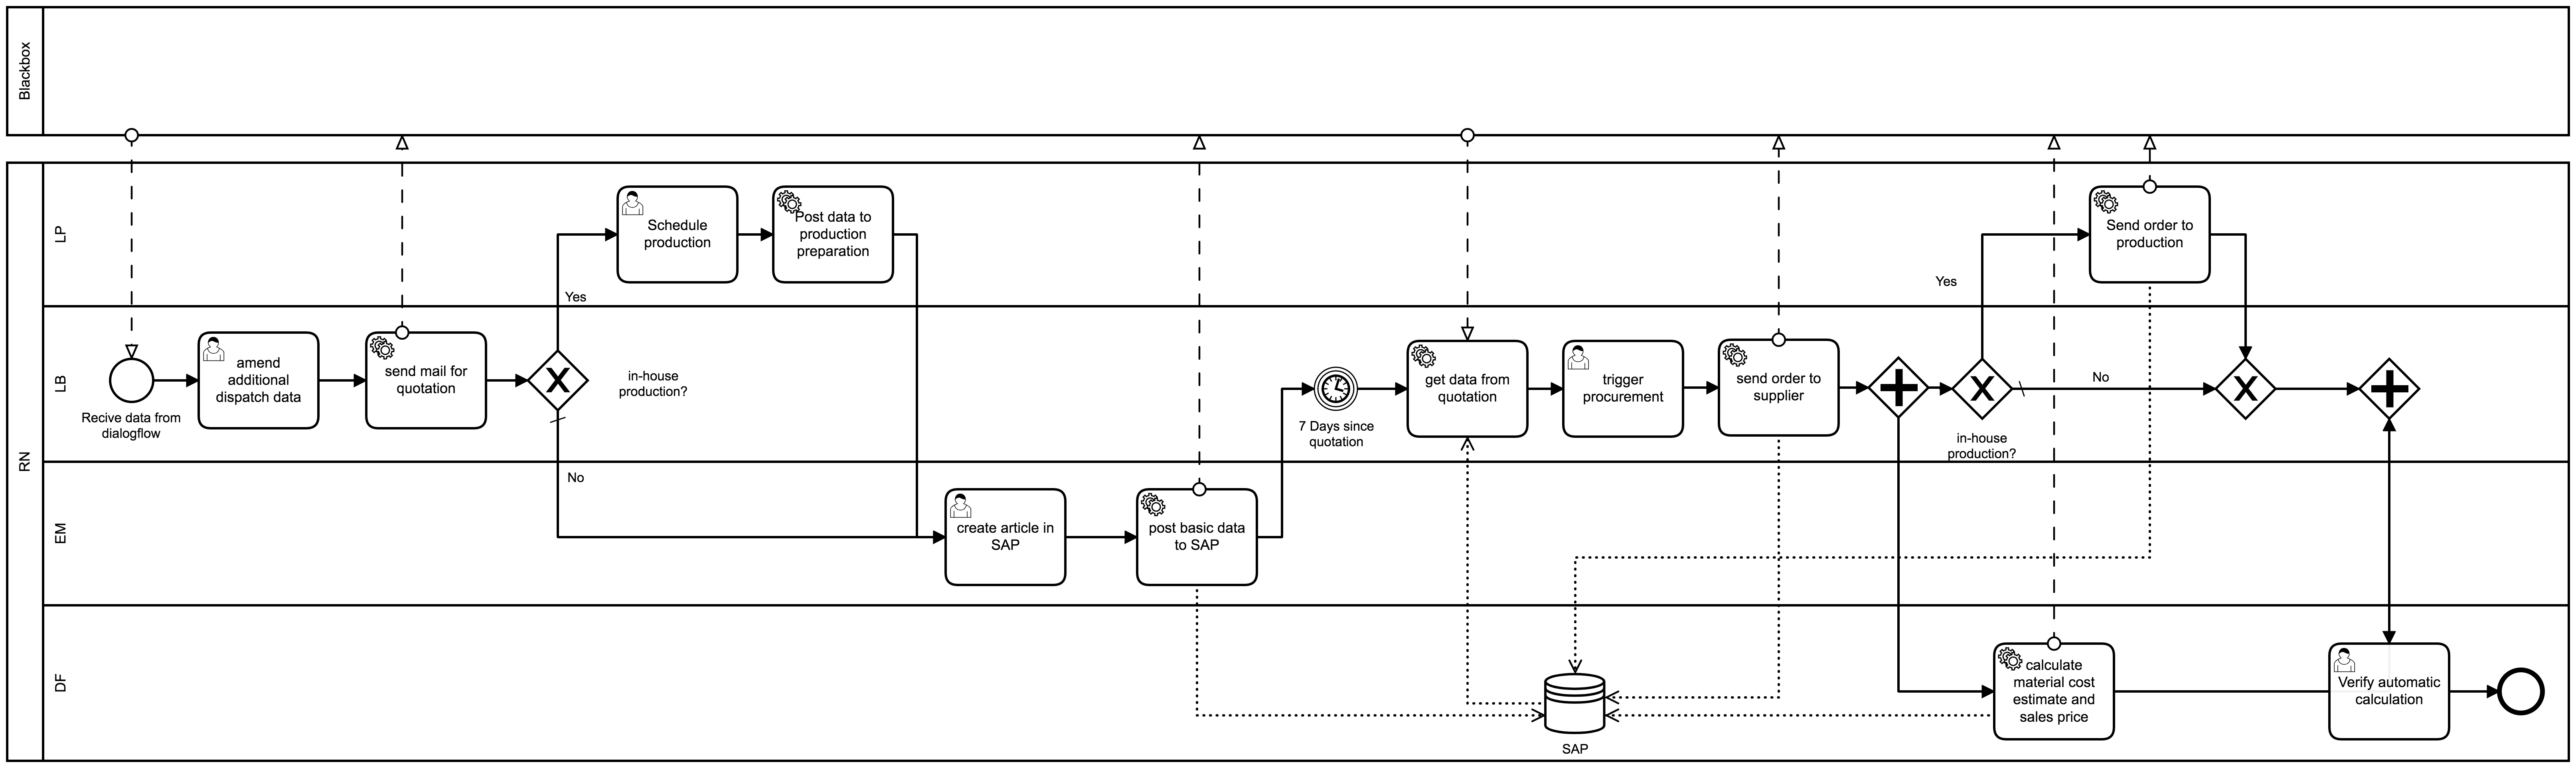 Blackbox
RN
LP
LB
EM
DF
Recive data from
dialogflow
amend
additional
dispatch data
send mail for
quotation
in-house
production?
Yes
No
Schedule
production
Post data to
production
preparation
create article in
SAP
post basic data
to SAP
7 Days since
quotation
get data from
quotation
trigger
procurement
send order to
supplier
in-house
production?
Yes
No
Send order to
production
calculate
material cost
estimate and
sales price
Verify automatic
calculation
SAP